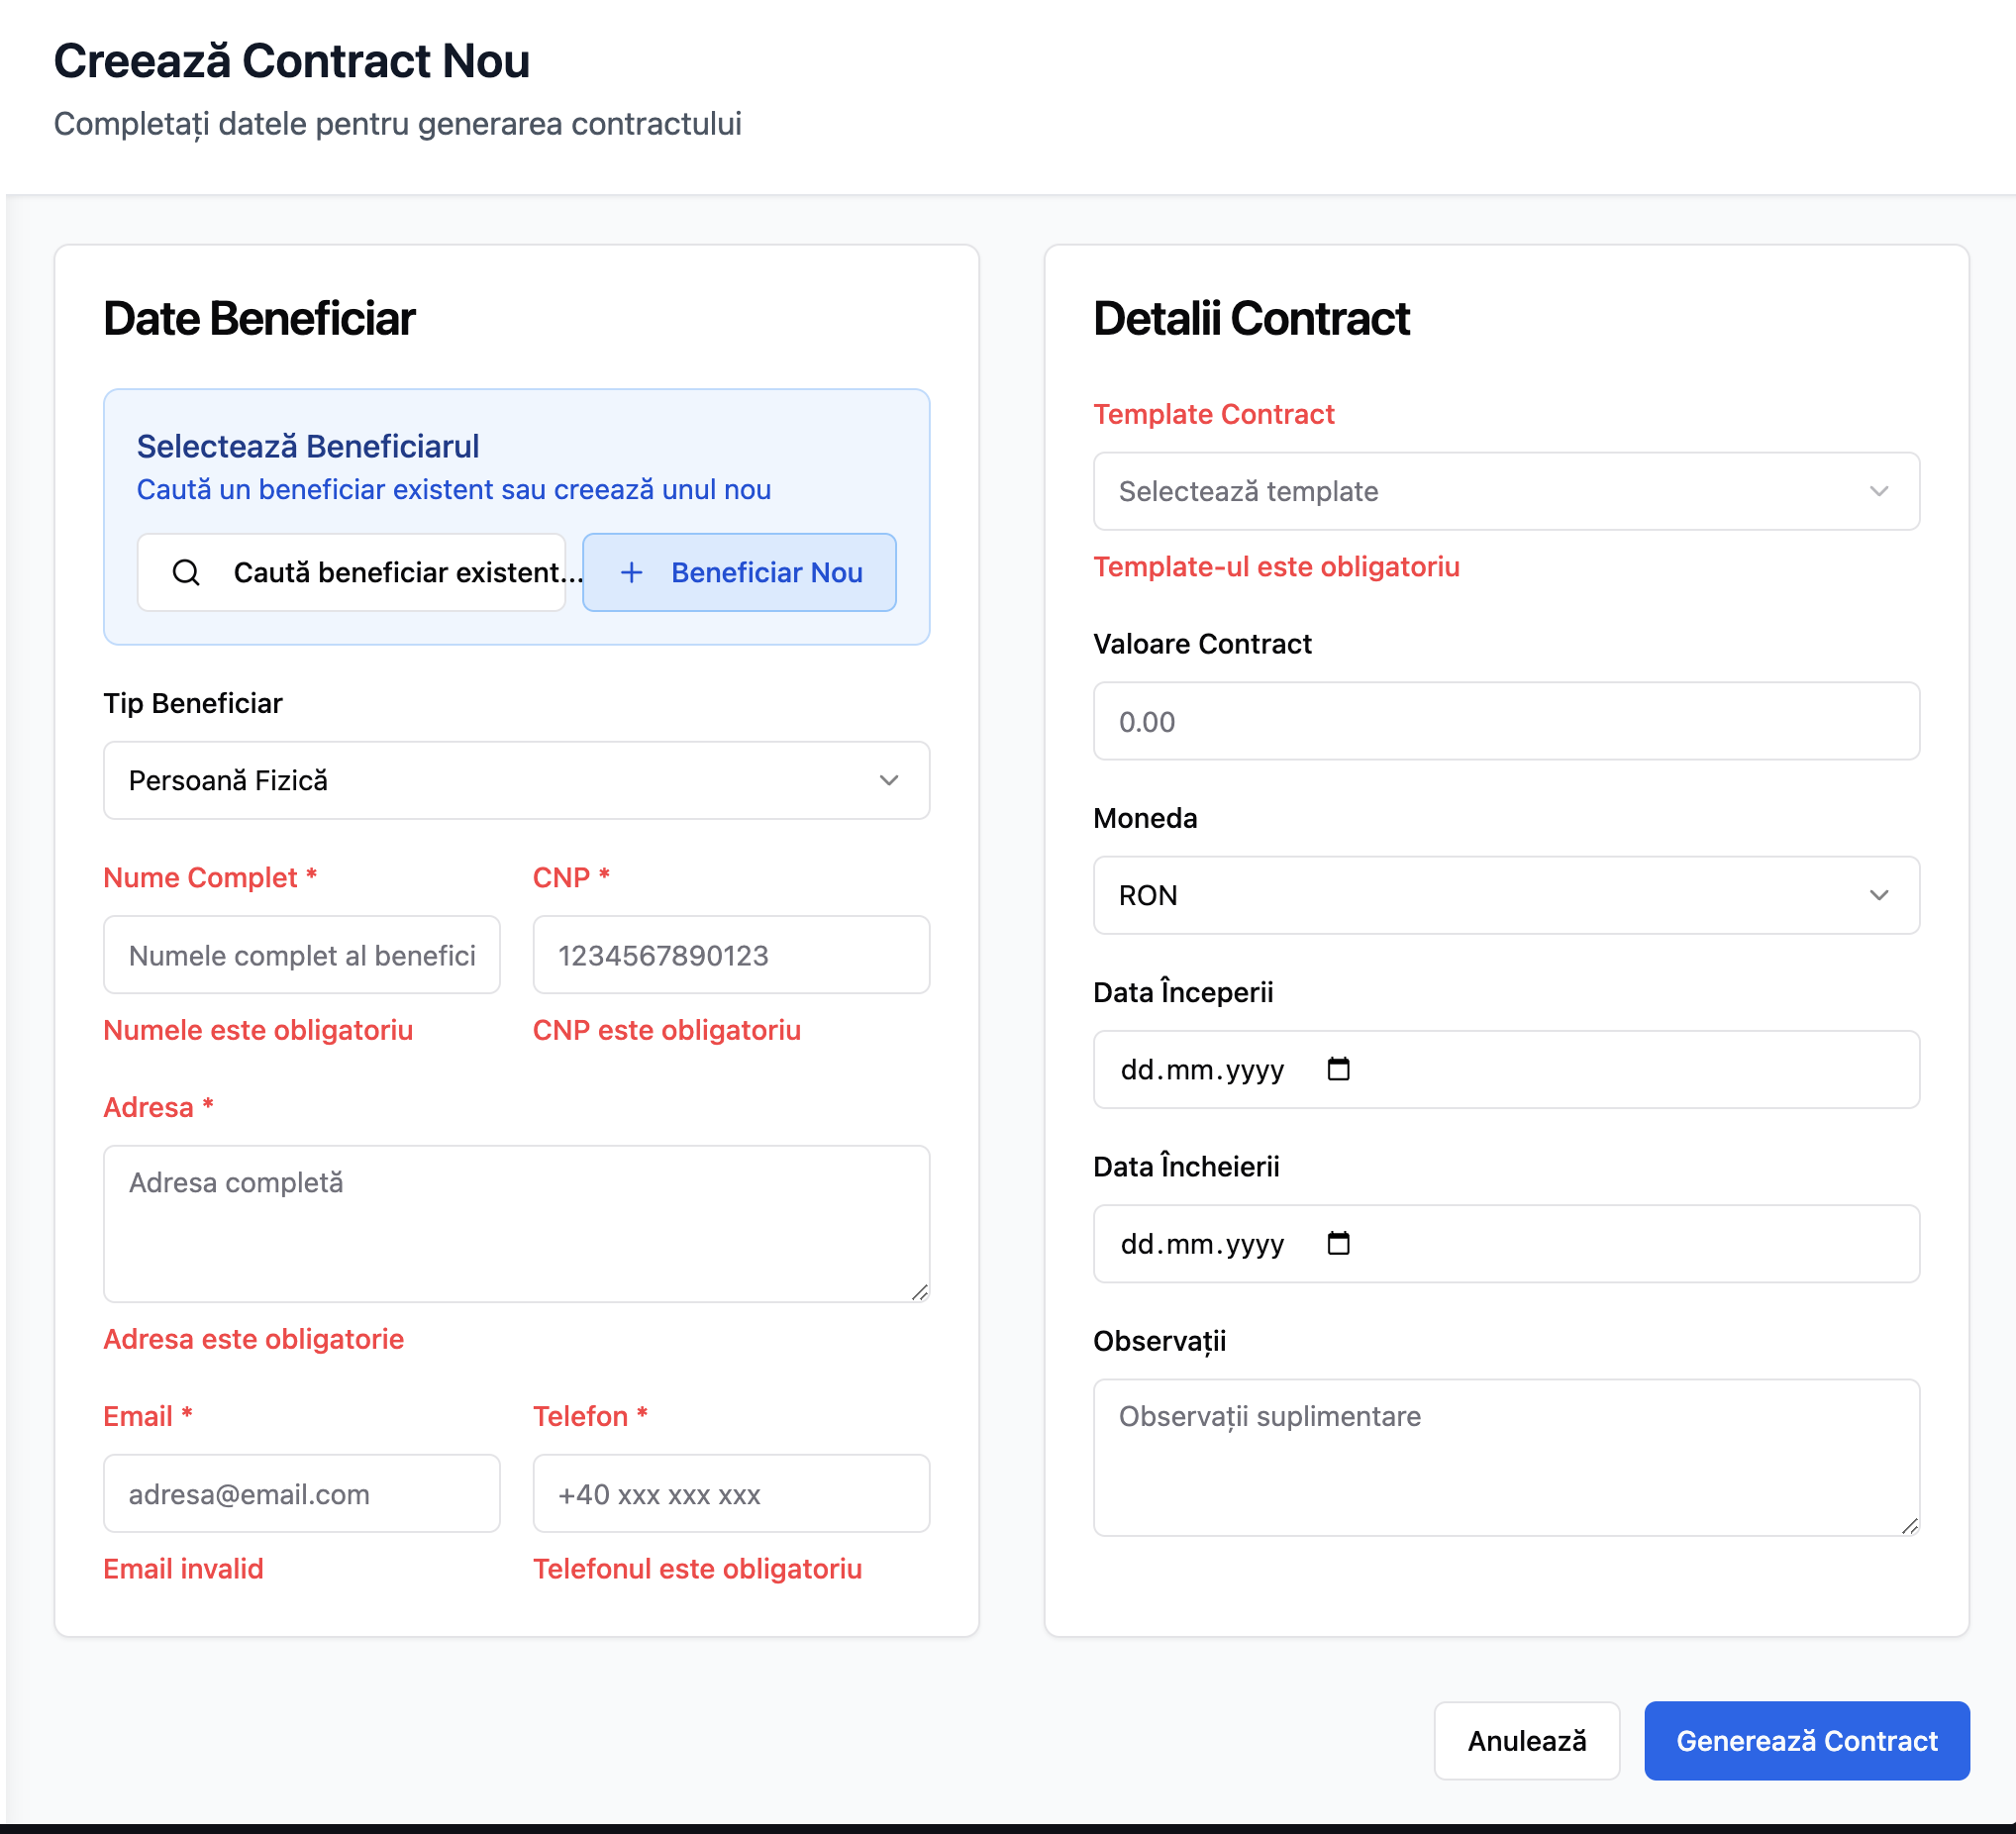 Creează Contract Nou
Completați datele pentru generarea contractului
Date Beneficiar
Selectează Beneficiarul
Caută un beneficiar existent sau creează unul nou
Caută beneficiar existent...
+ Beneficiar Nou
Tip Beneficiar
Persoană Fizică
Nume Complet *
CNP *
Numele complet al benefici
1234567890123
Numele este obligatoriu
CNP este obligatoriu
Adresa *
Adresa completă
Adresa este obligatorie
Email *
Telefon *
adresa@email.com
+40 xxx xxx xxx
Email invalid
Telefonul este obligatoriu
Detalii Contract
Template Contract
Selectează template
Template-ul este obligatoriu
Valoare Contract
0.00
Moneda
RON
Data Începerii
dd.mm.yyyy
Data Încheierii
dd.mm.yyyy
Observații
Observații suplimentare
Anulează
Generează Contract